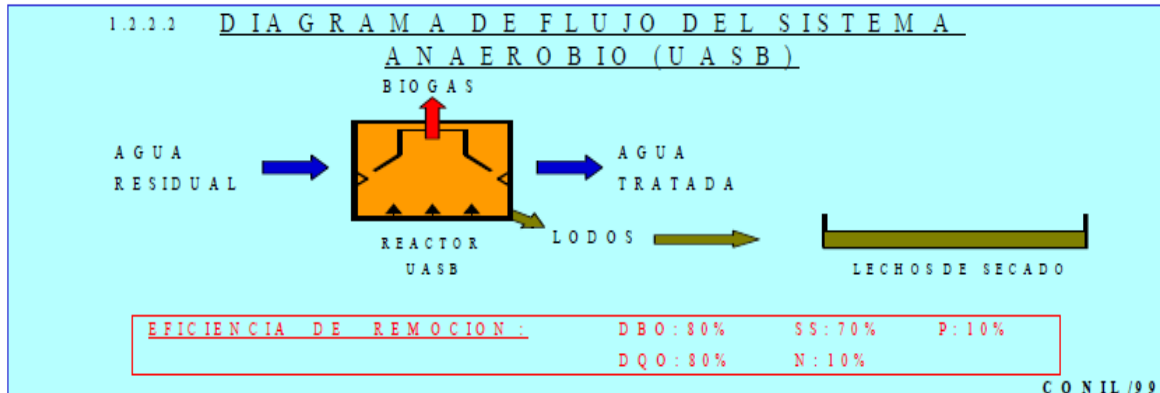 1.2.2.2 DIAGRAMA DE FLUJO DEL SISTEMA
ANAEROBIO (UASB)
BIOGAS
AGUA
RESIDUAL
AGUA
TRATADA
REACTOR
UASB
LODOS
LECHOS DE SECADO
EFICIENCIA DE REMOCION: DBO: 80% SS: 70% P: 10%
DQO: 80% N: 10%
CONIL/99